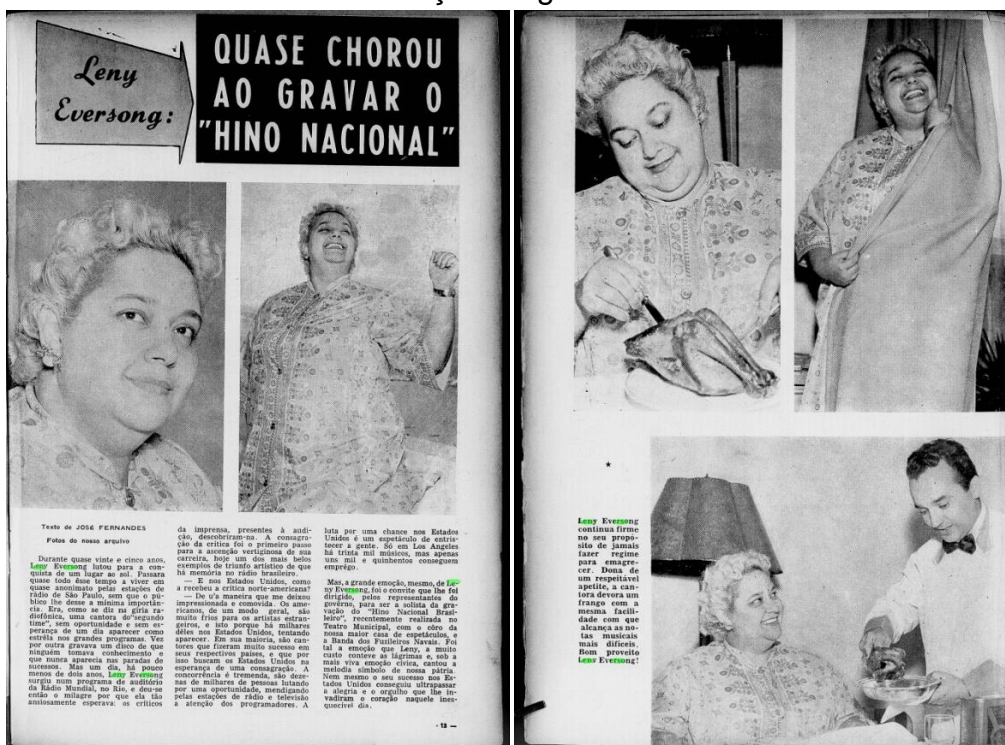 Leny
Eversong:
QUASE CHOROU
AO GRAVAR O
"HINO NACIONAL"
Texto de JOSÉ FERNANDES
Fotos do nosso arquivo
Durante quase vinte e cinco anos,
Leny Eversong lutou para a con-
quista de um lugar ao sol. Passara
quase todo êsse tempo a viver em
quase anonimato pelas estações de
rádio de São Paulo, sem que o pú-
blico lhe desse a mínima importân-
cia. Era, como se diz na gíria ra-
diofônica, uma cantora do "segundo
time", sem oportunidade e sem es-
perança de um dia aparecer como
estrêla nos grandes programas. Vez
por outra gravava um disco de que
ninguém tomava conhecimento e
que nunca aparecia nas paradas de
sucessos. Mas um dia, há pouco
menos de dois anos, Leny Eversong
surgiu num programa de auditório
da Rádio Mundial, no Rio, e deu-se
então o milagre por que ela tão
ansiosamente esperava: os críticos
da imprensa, presentes à audi-
ção, descobriram-na. A consagra-
ção da crítica foi o primeiro passo
para a ascenção vertiginosa de sua
carreira, hoje um dos mais belos
exemplos de triunfo artístico de que
há memória no rádio brasileiro.
— E nos Estados Unidos, como
a recebeu a crítica norte-americana?
— De u'a maneira que me deixou
impressionada e comovida. Os ame-
ricanos, de um modo geral, são
muito frios para os artistas estran-
geiros, e isto porque há milhares
dêles nos Estados Unidos, tentando
aparecer. Em sua maioria, são can-
tores que fizeram muito sucesso em
seus respectivos países, e que por
isso buscam os Estados Unidos na
esperança de uma consagração. A
concorrência é tremenda, são deze-
nas de milhares de pessoas lutando
por uma oportunidade, mendigando
pelas estações de rádio e televisão
a atenção dos programadores. A
luta por uma chance nos Estados
Unidos é um espetáculo de entris-
tecer a gente. Só em Los Angeles
há trinta mil músicos, mas apenas
uns mil e quinhentos conseguem
emprêgo.
Mas, a grande emoção, mesmo, de Le-
ny Eversong, foi o convite que lhe foi
dirigido, pelos representantes do
govêrno, para ser a solista da gra-
vação do "Hino Nacional Brasi-
leiro", recentemente realizada no
Teatro Municipal, com o côro de
nossa maior casa de espetáculos, e
a Banda dos Fuzileiros Navais. Foi
tal a emoção que Leny, a muito
custo conteve as lágrimas e, sob a
mais viva emoção cívica, cantou a
melodia símbolo de nossa pátria.
Nem mesmo o seu sucesso nos Es-
tados Unidos conseguiu ultrapassar
a alegria e o orgulho que lhe in-
vadiram o coração naquele ines-
quecível dia.
- 13 —
Leny Eversong
continua firme
no seu propó-
sito de jamais
fazer regime
para emagre-
cer. Dona de
um respeitável
apetite, a can-
tora devora um
frango com a
mesma facili-
dade com que
alcança as no-
tas musicais
mais difíceis.
Bom proveito
Leny Eversong!